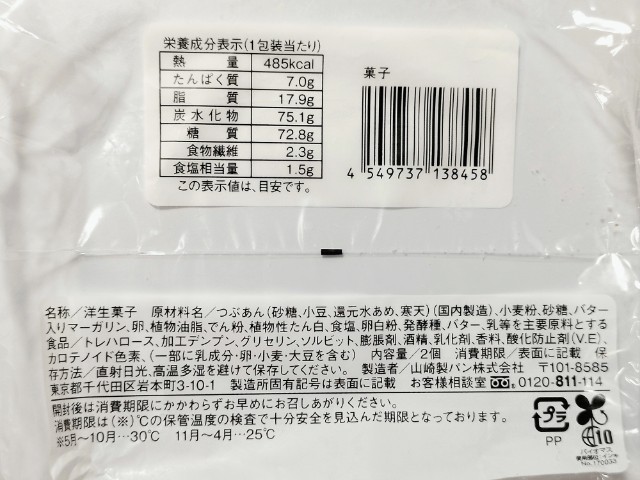 栄養成分表示(1包装当たり)
熱量 485kcal
たんぱく質 7.0g
脂質 17.9g
炭水化物 75.1g
糖質 72.8g
食物繊維 2.3g
食塩相当量 1.5g
この表示値は、目安です。
菓子
4 549737 138458
名称/洋生菓子 原材料名/つぶあん(砂糖、小豆、還元水あめ、寒天)(国内製造)、小麦粉、砂糖、バター
入りマーガリン、卵、植物油脂、でん粉、植物性たん白、食塩、卵白粉、発酵種、バター、乳等を主要原料とする
食品/トレハロース、加工デンプン、グリセリン、ソルビット、膨脹剤、酒精、乳化剤、香料、酸化防止剤(V.E)、
カロテノイド色素、(一部に乳成分・卵・小麦・大豆を含む) 内容量/2個 消費期限/表面に記載 保
存方法/直射日光、高温多湿を避けて保存してください。 製造者/山崎製パン株式会社 〒101-8585
東京都千代田区岩本町3-10-1 製造所固有記号は表面に記載 お客様相談室 0120-811-114
開封後は消費期限にかかわらずお早めにお召しあがりください。
消費期限は(※)℃の保管温度の検査で十分安全を見込んだ期限となっております。
※5月~10月…30℃ 11月~4月…25℃
プラ
PP
10
バイオマス
No.170033